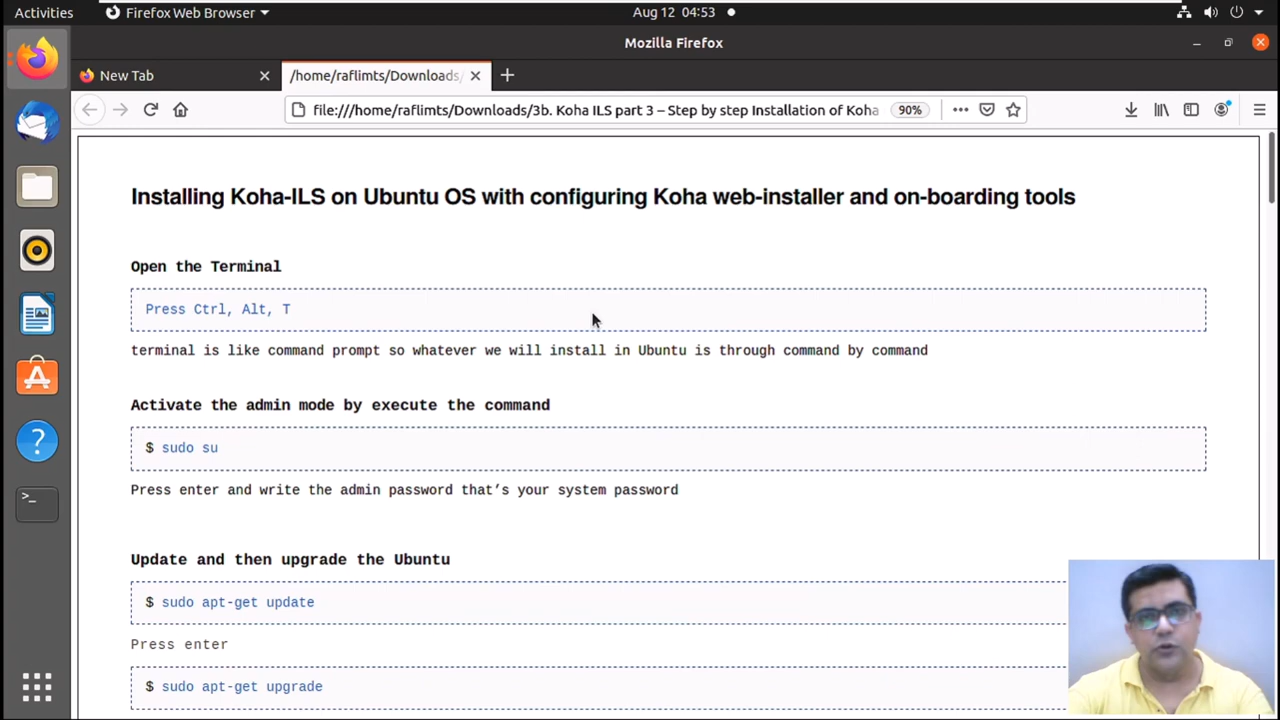 Activities
Firefox Web Browser
Aug 12 04:53
Mozilla Firefox
New Tab
/home/raflimts/Downloads/
file:///home/raflimts/Downloads/3b. Koha ILS part 3 – Step by step Installation of Koha
90%
Installing Koha-ILS on Ubuntu OS with configuring Koha web-installer and on-boarding tools
Open the Terminal
Press Ctrl, Alt, T
terminal is like command prompt so whatever we will install in Ubuntu is through command by command
Activate the admin mode by execute the command
$ sudo su
Press enter and write the admin password that’s your system password
Update and then upgrade the Ubuntu
$ sudo apt-get update
Press enter
$ sudo apt-get upgrade